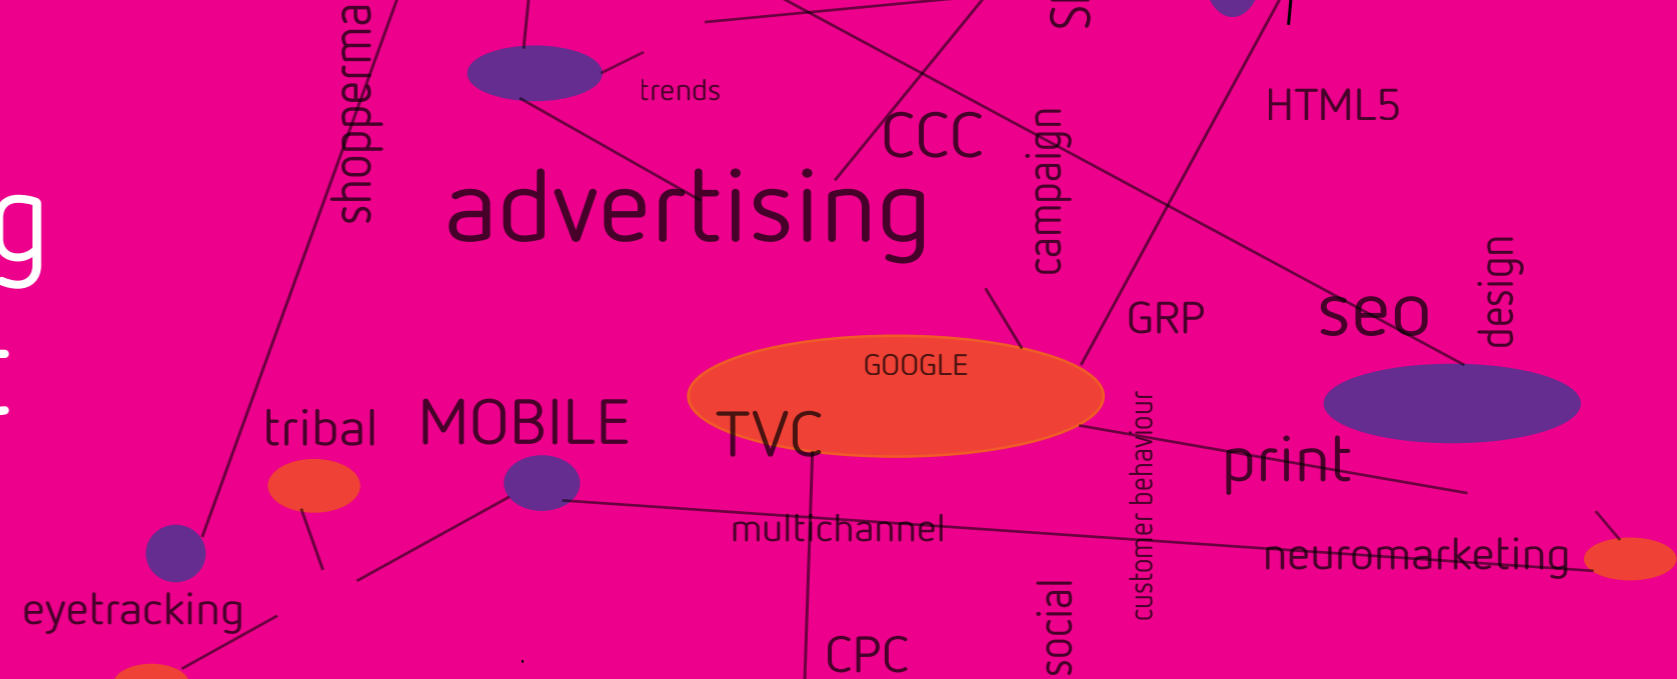 shopperma
trends
CCC
HTML5
campaign
advertising
g
design
GRP
seo
GOOGLE
tribal
MOBILE
TVC
customer behaviour
print
multichannel
neuromarketing
eyetracking
social
CPC